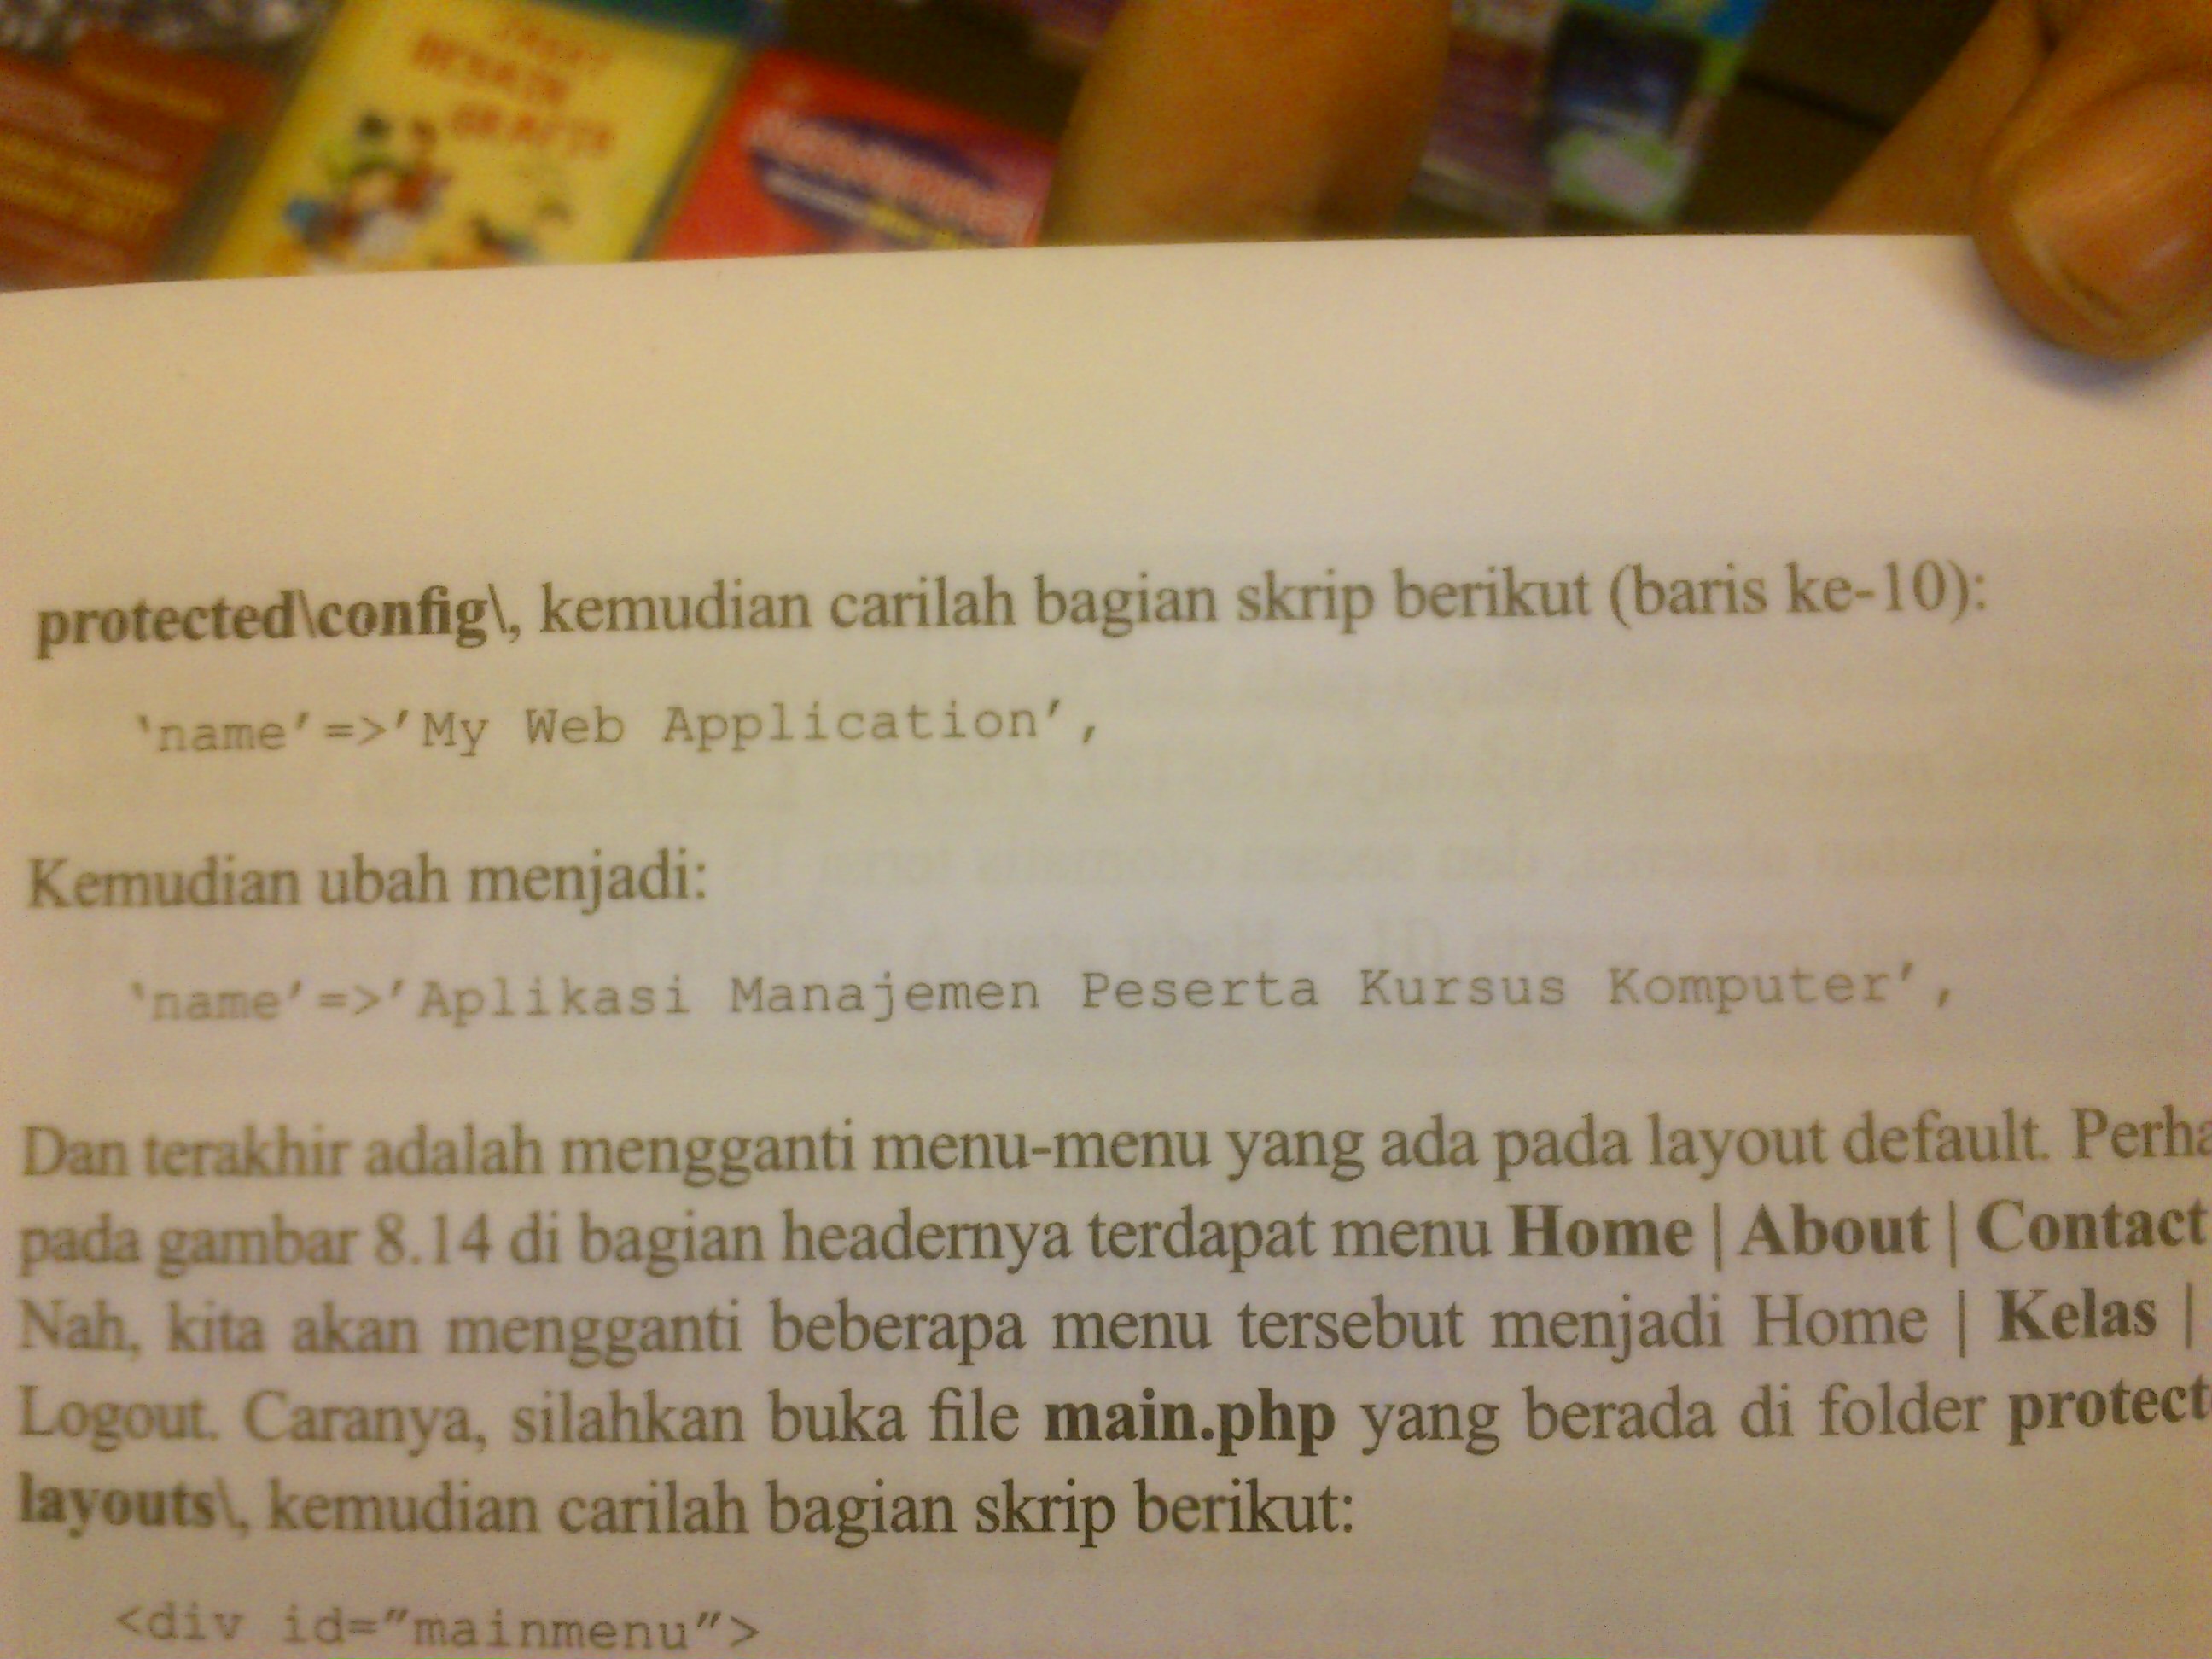 DESAIN
GRAFIS
protected\config\, kemudian carilah bagian skrip berikut (baris ke-10):
‘name’=>’My Web Application’,
Kemudian ubah menjadi:
‘name’=>’Aplikasi Manajemen Peserta Kursus Komputer’,
Dan terakhir adalah mengganti menu-menu yang ada pada layout default. Perha
pada gambar 8.14 di bagian headernya terdapat menu Home | About | Contact
Nah, kita akan mengganti beberapa menu tersebut menjadi Home | Kelas |
Logout. Caranya, silahkan buka file main.php yang berada di folder protect
layouts\, kemudian carilah bagian skrip berikut:
<div id=”mainmenu”>